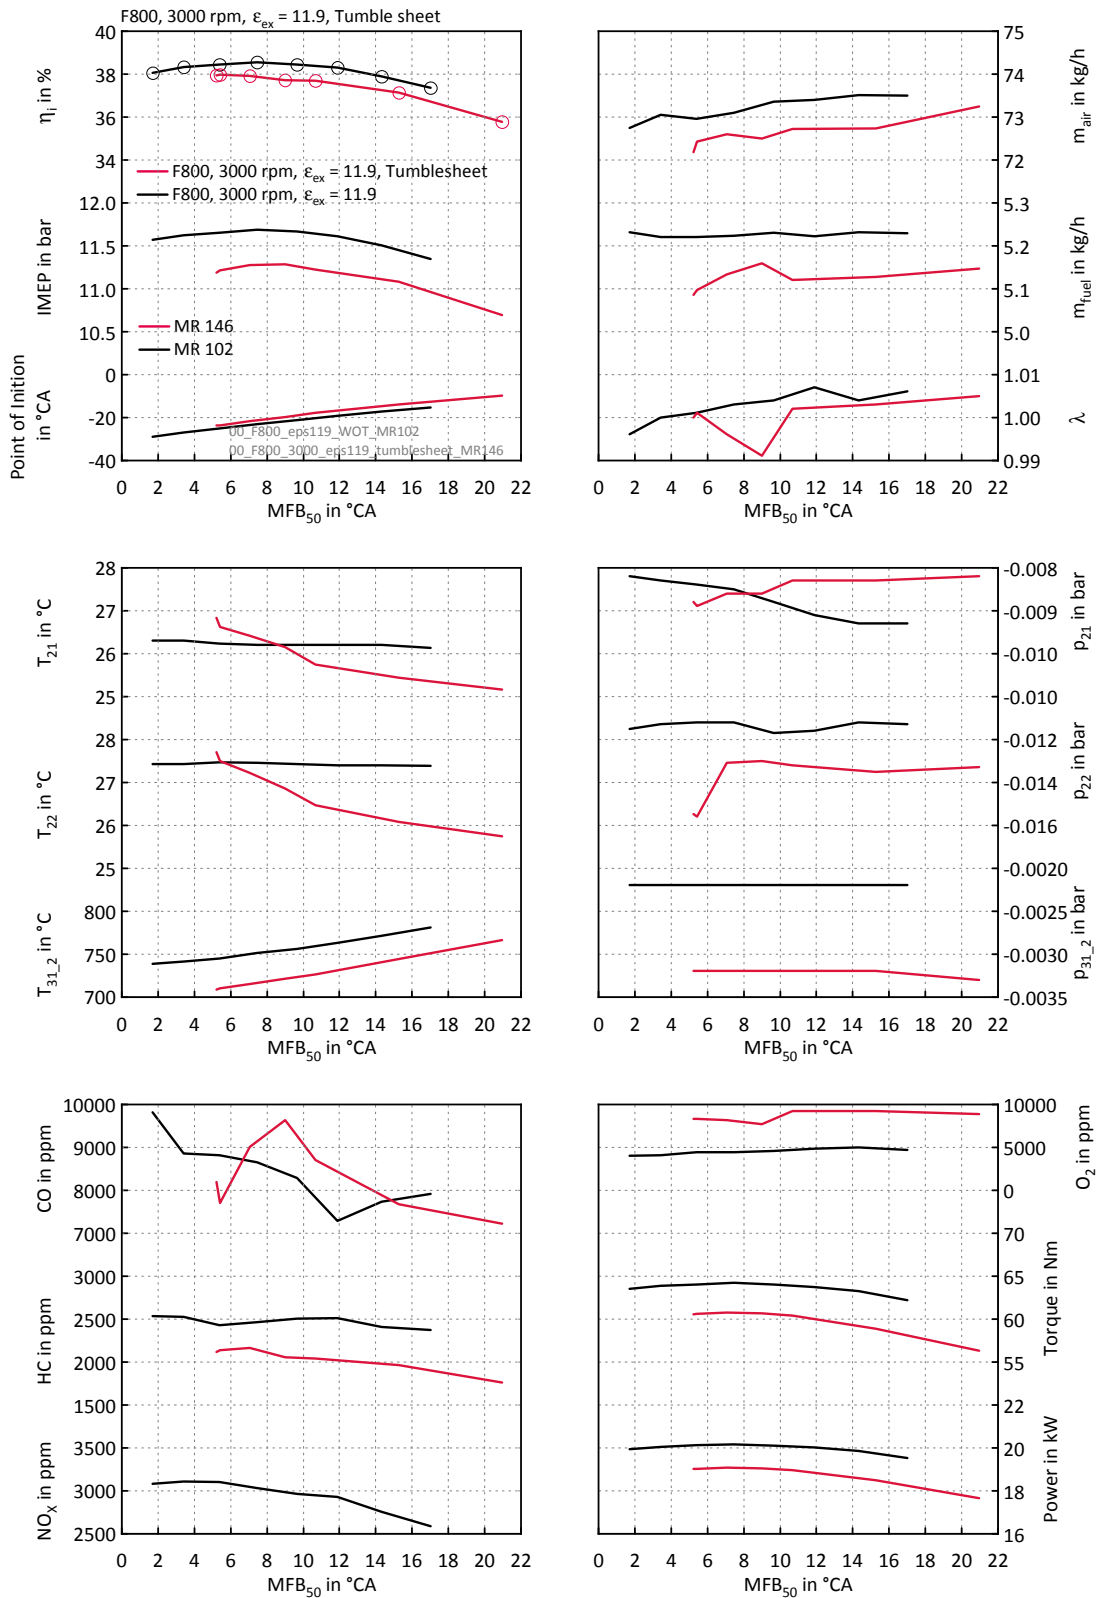 F800, 3000 rpm, εex = 11.9, Tumble sheet
40
38
36
34
ηi in %
F800, 3000 rpm, εex = 11.9, Tumblesheet
F800, 3000 rpm, εex = 11.9
12.0
11.5
11.0
10.5
IMEP in bar
MR 146
MR 102
0
-20
-40
Point of Inition
in °CA
00_F800_eps119_WOT_MR102
00_F800_3000_eps119_tumblesheet_MR146
0 2 4 6 8 10 12 14 16 18 20 22
MFB50 in °CA
75
74
73
72
mair in kg/h
5.3
5.2
5.1
5.0
mfuel in kg/h
1.01
1.00
0.99
λ
0 2 4 6 8 10 12 14 16 18 20 22
MFB50 in °CA
28
27
26
25
T21 in °C
28
27
26
25
T22 in °C
800
750
700
T31_2 in °C
0 2 4 6 8 10 12 14 16 18 20 22
MFB50 in °CA
-0.008
-0.009
-0.010
-0.010
p21 in bar
-0.012
-0.014
-0.016
p22 in bar
-0.0020
-0.0025
-0.0030
-0.0035
p31_2 in bar
0 2 4 6 8 10 12 14 16 18 20 22
MFB50 in °CA
10000
9000
8000
7000
CO in ppm
3000
2500
2000
1500
HC in ppm
3500
3000
2500
NOX in ppm
0 2 4 6 8 10 12 14 16 18 20 22
MFB50 in °CA
10000
5000
0
O2 in ppm
70
65
60
55
Torque in Nm
22
20
18
16
Power in kW
0 2 4 6 8 10 12 14 16 18 20 22
MFB50 in °CA